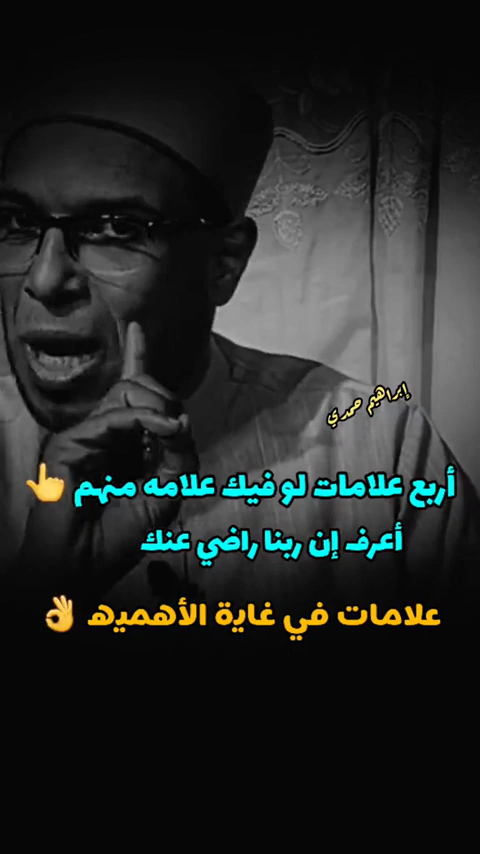 إبراهيم حمدي
أربع علامات لو فيك علامه منهم 👆
أعرف إن ربنا راضي عنك
علامات في غاية الأهميه 👌